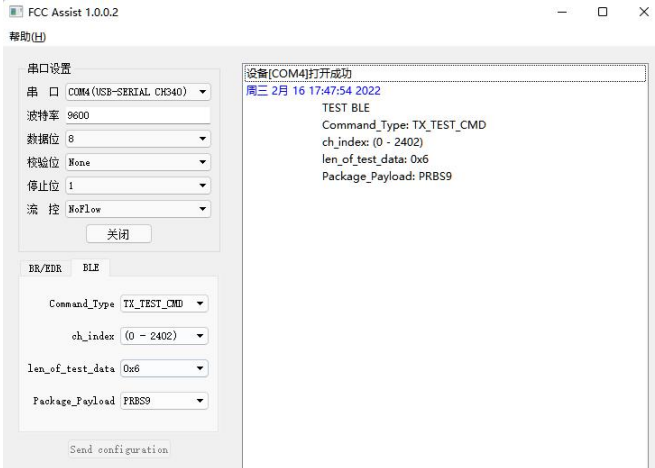 FCC Assist 1.0.0.2
帮助(H)
串口设置
串 口 COM4(USB-SERIAL CH340)
波特率 9600
数据位 8
校验位 None
停止位 1
流 控 NoFlow
关闭
BR/EDR BLE
Command_Type TX_TEST_CMD
ch_index (0 - 2402)
len_of_test_data 0x6
Package_Payload PRBS9
Send configuration
设备[COM4]打开成功
周三 2月 16 17:47:54 2022
TEST BLE
Command_Type: TX_TEST_CMD
ch_index: (0 - 2402)
len_of_test_data: 0x6
Package_Payload: PRBS9